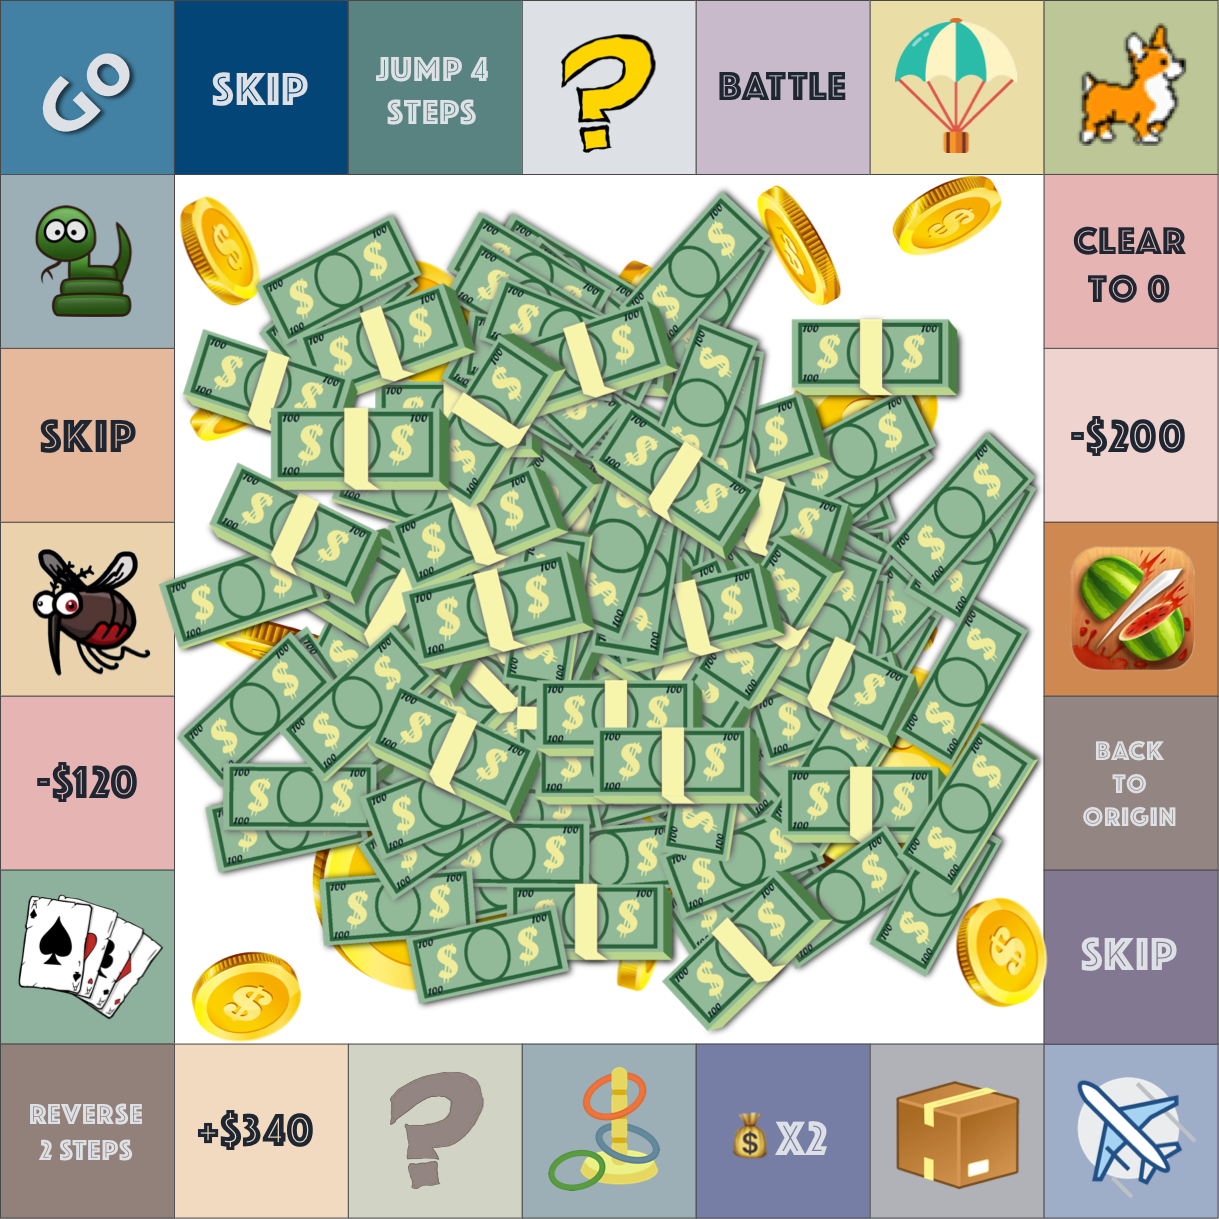 GO
SKIP
JUMP 4
STEPS
?
BATTLE
CLEAR
TO 0
SKIP
-$200
-$120
BACK
TO
ORIGIN
SKIP
REVERSE
2 STEPS
+$340
?
$ X2